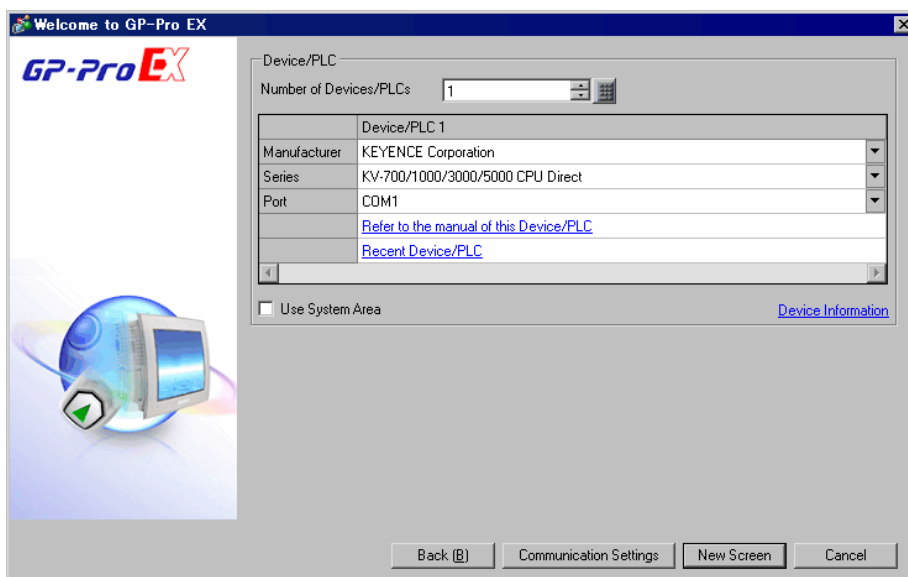 Welcome to GP-Pro EX
GP-Pro EX
Device/PLC
Number of Devices/PLCs 1
Device/PLC 1
Manufacturer KEYENCE Corporation
Series KV-700/1000/3000/5000 CPU Direct
Port COM1
Refer to the manual of this Device/PLC
Recent Device/PLC
Use System Area Device Information
Back (B) Communication Settings New Screen Cancel